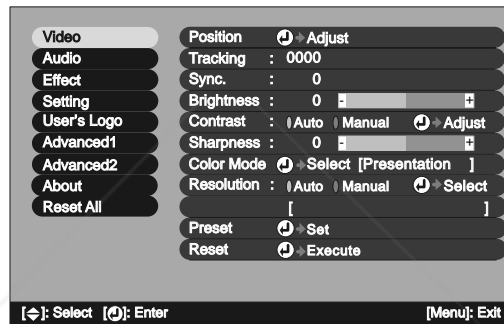 Video
Audio
Effect
Setting
User's Logo
Advanced1
Advanced2
About
Reset All
Position Adjust
Tracking : 0000
Sync. : 0
Brightness : 0 - +
Contrast : Auto Manual Adjust
Sharpness : 0 - +
Color Mode Select [Presentation ]
Resolution : Auto Manual Select
[ ]
Preset Set
Reset Execute
[ ]: Select [ ]: Enter [Menu]: Exit